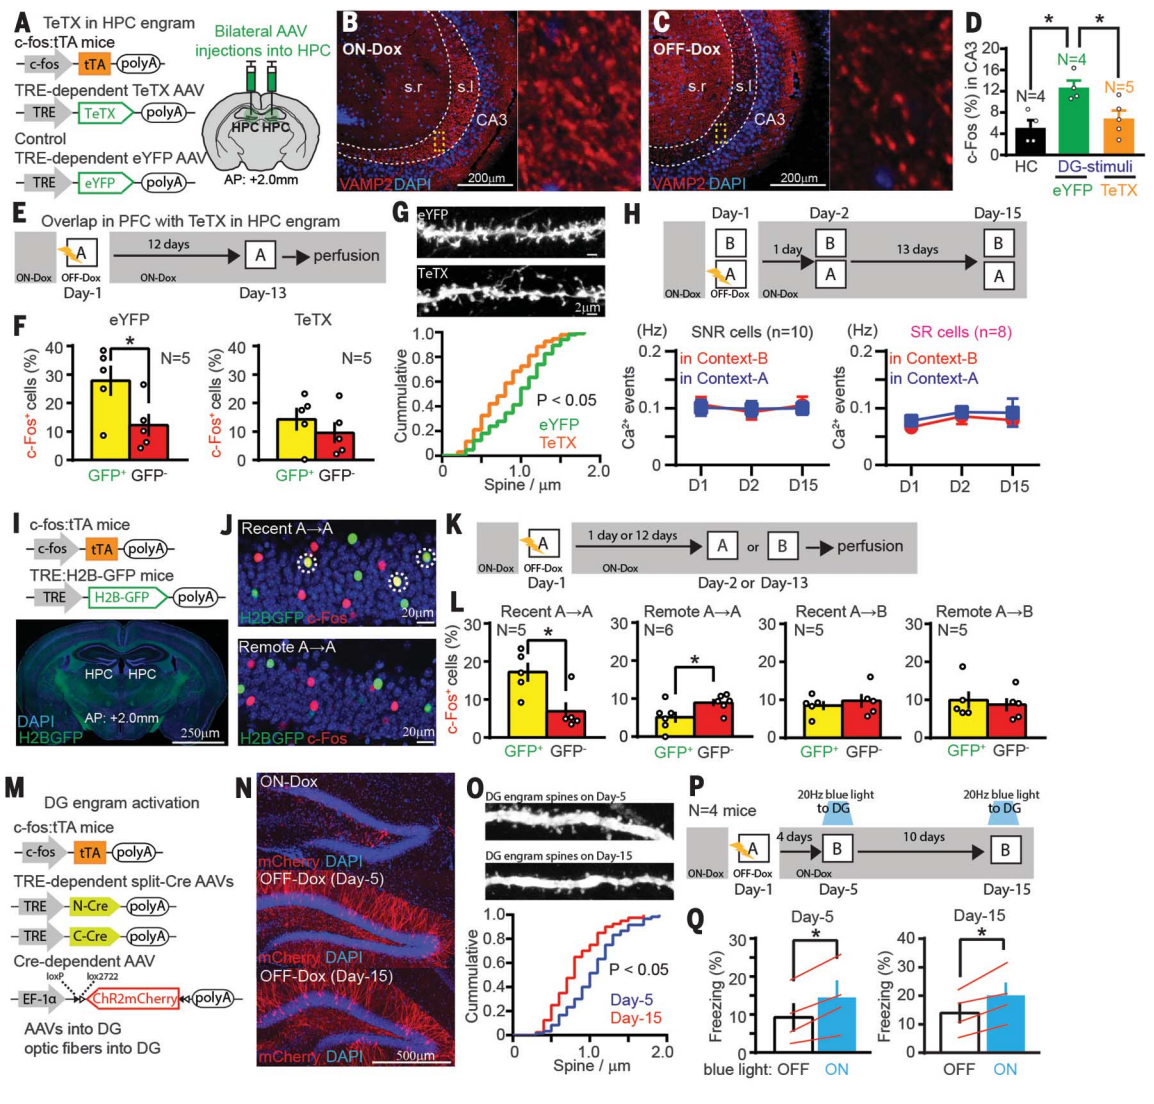 A
TeTX in HPC engram
c-fos:tTA mice
c-fos
tTA
polyA
TRE-dependent TeTX AAV
TRE
TeTX
polyA
Control
TRE-dependent eYFP AAV
TRE
eYFP
polyA
Bilateral AAV
injections into HPC
HPC HPC
AP: +2.0mm
B
ON-Dox
s.r
s.l
CA3
VAMP2 DAPI
200μm
C
OFF-Dox
s.r
s.l
CA3
VAMP2 DAPI
200μm
D
c-Fos (%) in CA3
20
16
12
8
4
0
*
*
N=4
N=4
N=5
HC
DG-stimuli
eYFP
TeTX
E
Overlap in PFC with TeTX in HPC engram
ON-Dox
A
OFF-Dox
Day-1
12 days
ON-Dox
A
perfusion
Day-13
F
eYFP
c-Fos+ cells (%)
40
30
20
10
0
*
N=5
GFP+ GFP-
TeTX
c-Fos+ cells (%)
40
30
20
10
0
N=5
GFP+ GFP-
G
eYFP
TeTX
2μm
Cummulative
1.0
0.8
0.6
0.4
0.2
0
P < 0.05
eYFP
TeTX
0
1.0
2.0
Spine / μm
H
Day-1
Day-2
Day-15
B
A
1 day
B
A
13 days
B
A
ON-Dox
OFF-Dox
ON-Dox
(Hz)
SNR cells (n=10)
Ca2+ events
0.2
0.1
0
in Context-B
in Context-A
D1
D2
D15
(Hz)
SR cells (n=8)
Ca2+ events
0.2
0.1
0
in Context-B
in Context-A
D1
D2
D15
I
c-fos:tTA mice
c-fos
tTA
polyA
TRE:H2B-GFP mice
TRE
H2B-GFP
polyA
HPC
HPC
AP: +2.0mm
DAPI
H2BGFP
250μm
J
Recent A→A
H2BGFP c-Fos+
20μm
Remote A→A
H2BGFP c-Fos
20μm
K
ON-Dox
A
OFF-Dox
Day-1
1 day or 12 days
ON-Dox
A
or
B
perfusion
Day-2 or Day-13
L
c-Fos+ cells (%)
Recent A→A
30
20
10
0
N=5
*
GFP+ GFP-
Remote A→A
30
20
10
0
N=6
*
GFP+ GFP-
Recent A→B
30
20
10
0
N=5
GFP+ GFP-
Remote A→B
30
20
10
0
N=5
GFP+ GFP-
M
DG engram activation
c-fos:tTA mice
c-fos
tTA
polyA
TRE-dependent split-Cre AAVs
TRE
N-Cre
polyA
TRE
C-Cre
polyA
Cre-dependent AAV
loxP
lox2722
EF-1α
ChR2mCherry
polyA
AAVs into DG
optic fibers into DG
N
ON-Dox
mCherry DAPI
OFF-Dox (Day-5)
mCherry DAPI
OFF-Dox (Day-15)
mCherry DAPI
500μm
O
DG engram spines on Day-5
DG engram spines on Day-15
Cummulative
1.0
0.8
0.6
0.4
0.2
0
P < 0.05
Day-5
Day-15
0
1.0
2.0
Spine / μm
P
N=4 mice
20Hz blue light
to DG
20Hz blue light
to DG
ON-Dox
A
OFF-Dox
Day-1
4 days
ON-Dox
B
Day-5
10 days
B
Day-15
Q
Day-5
Freezing (%)
30
20
10
0
*
Day-15
Freezing (%)
40
30
20
10
0
*
blue light: OFF ON
OFF ON